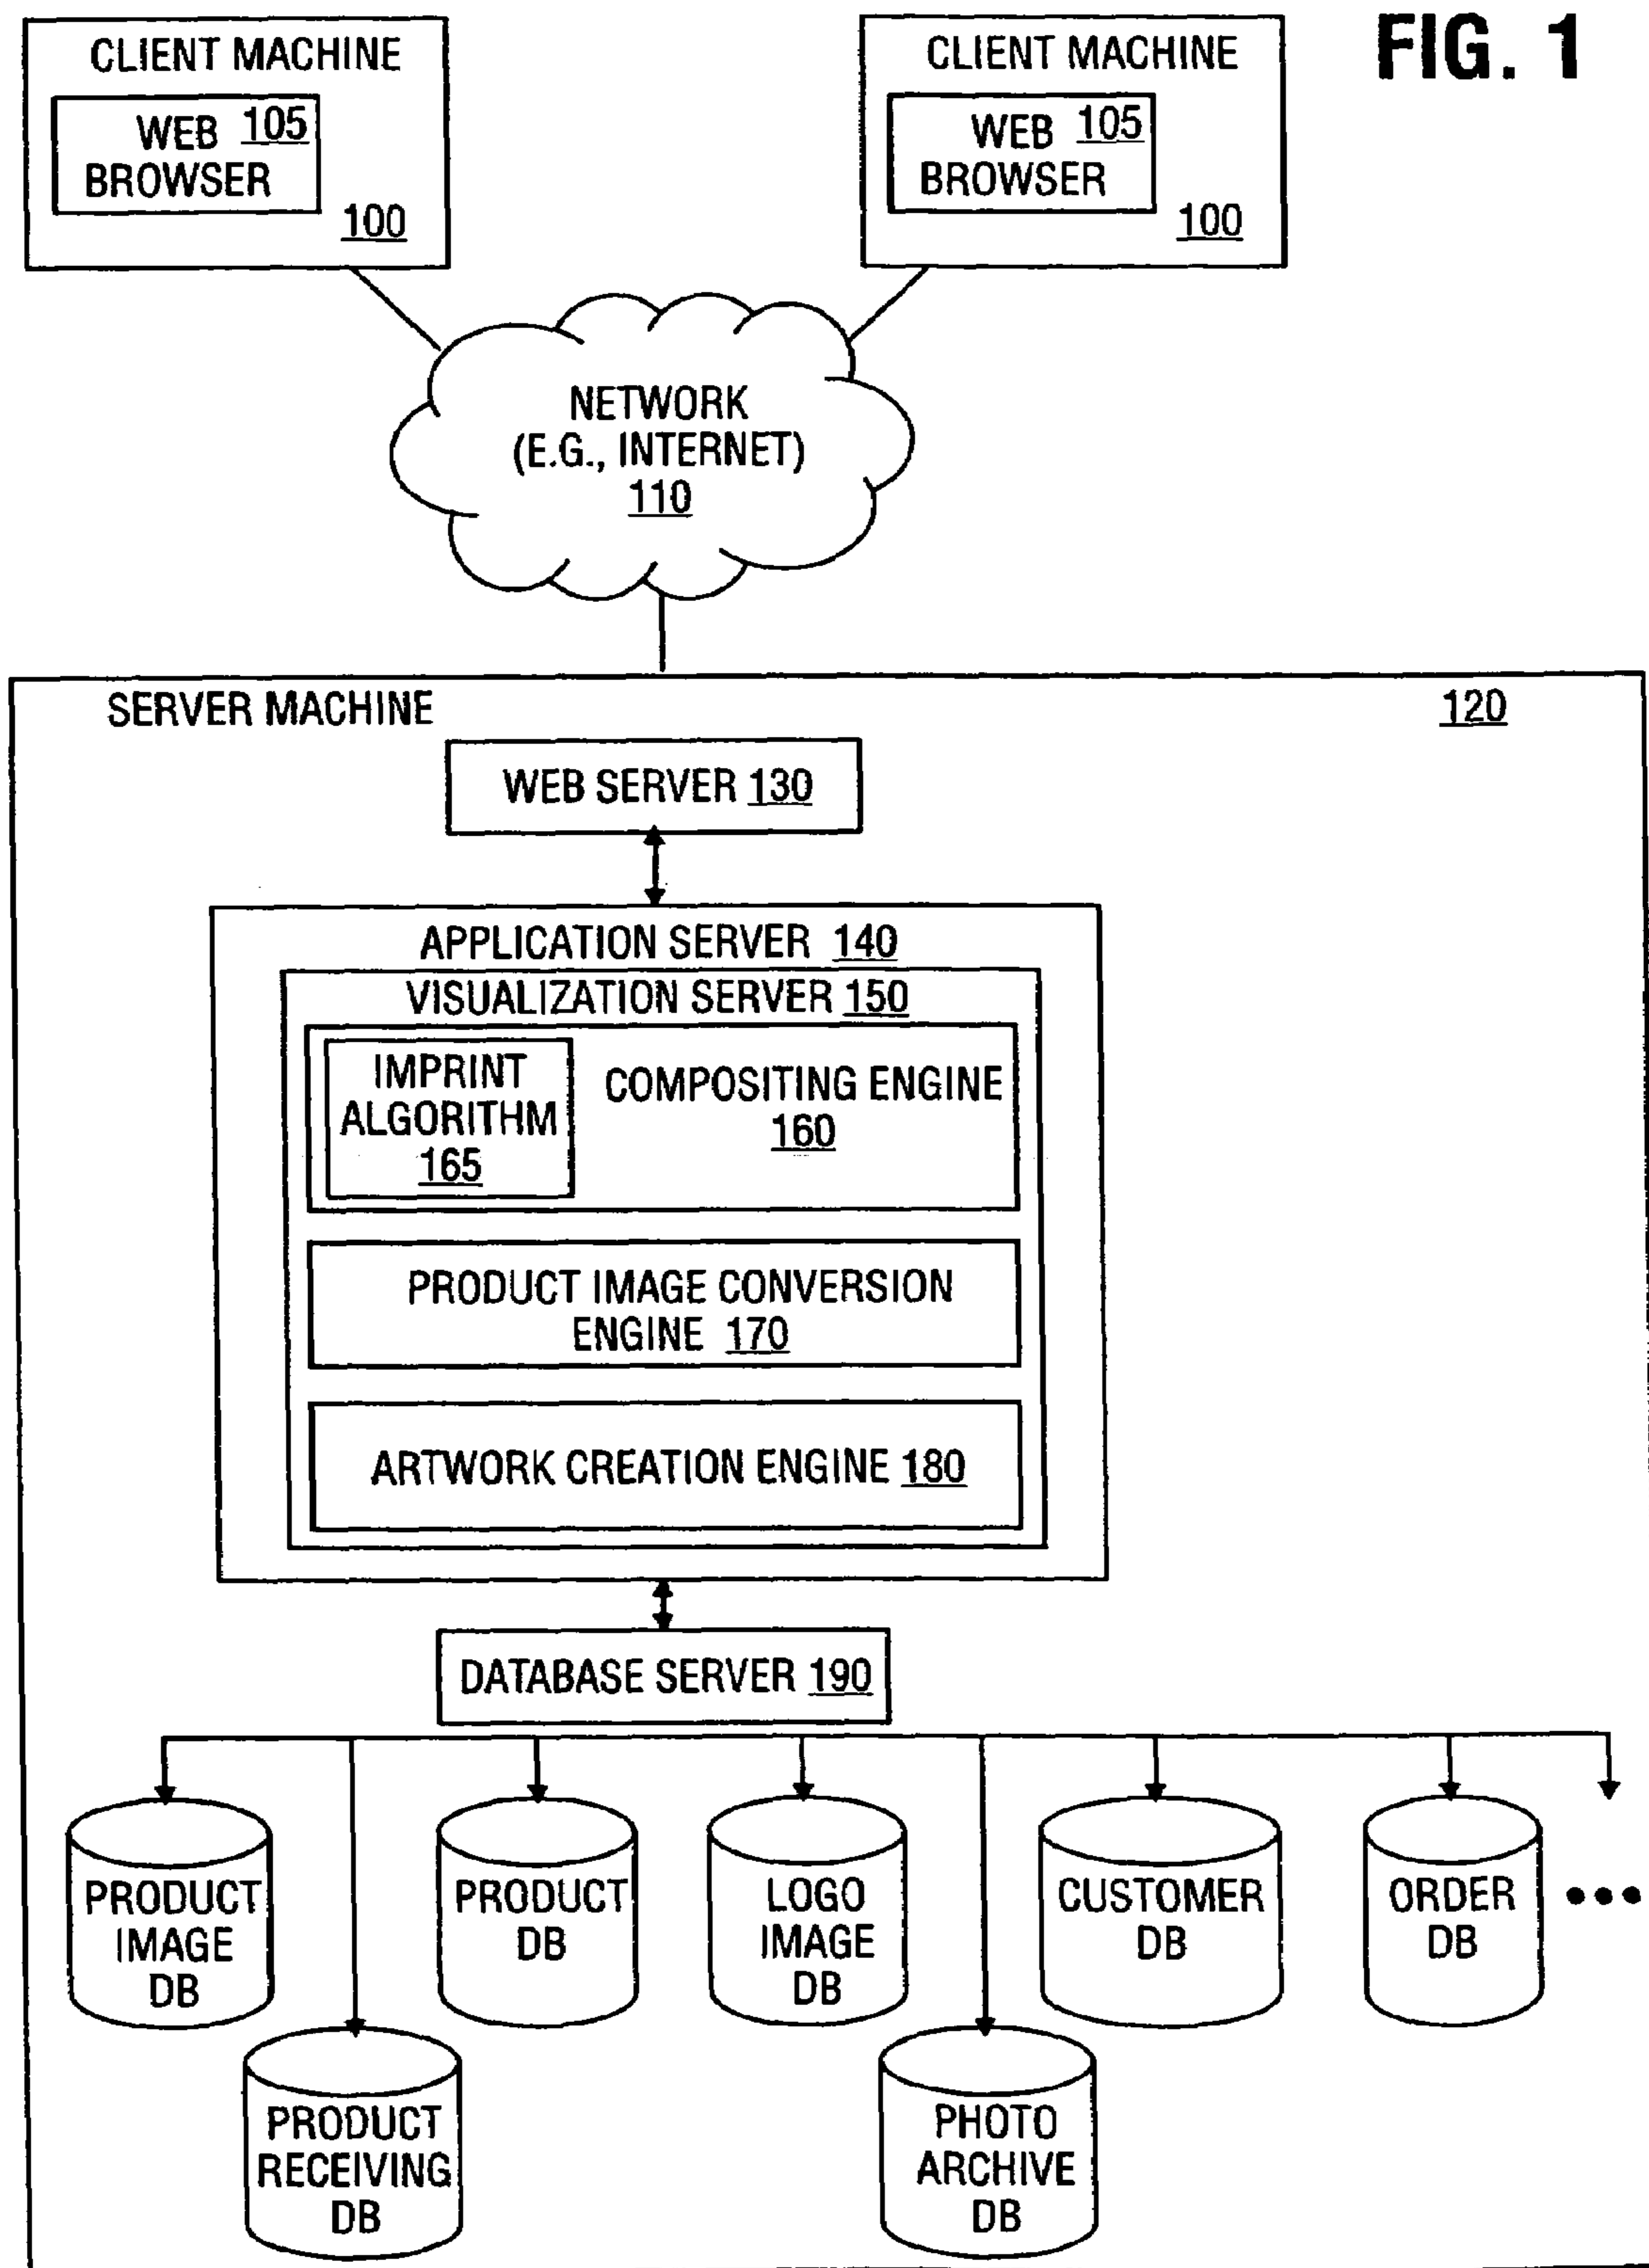 FIG. 1
CLIENT MACHINE
WEB 105
BROWSER
100
CLIENT MACHINE
WEB 105
BROWSER
100
NETWORK
(E.G., INTERNET)
110
SERVER MACHINE
120
WEB SERVER 130
APPLICATION SERVER 140
VISUALIZATION SERVER 150
IMPRINT
ALGORITHM
165
COMPOSITING ENGINE
160
PRODUCT IMAGE CONVERSION
ENGINE 170
ARTWORK CREATION ENGINE 180
DATABASE SERVER 190
PRODUCT
IMAGE
DB
PRODUCT
DB
LOGO
IMAGE
DB
CUSTOMER
DB
ORDER
DB
PRODUCT
RECEIVING
DB
PHOTO
ARCHIVE
DB